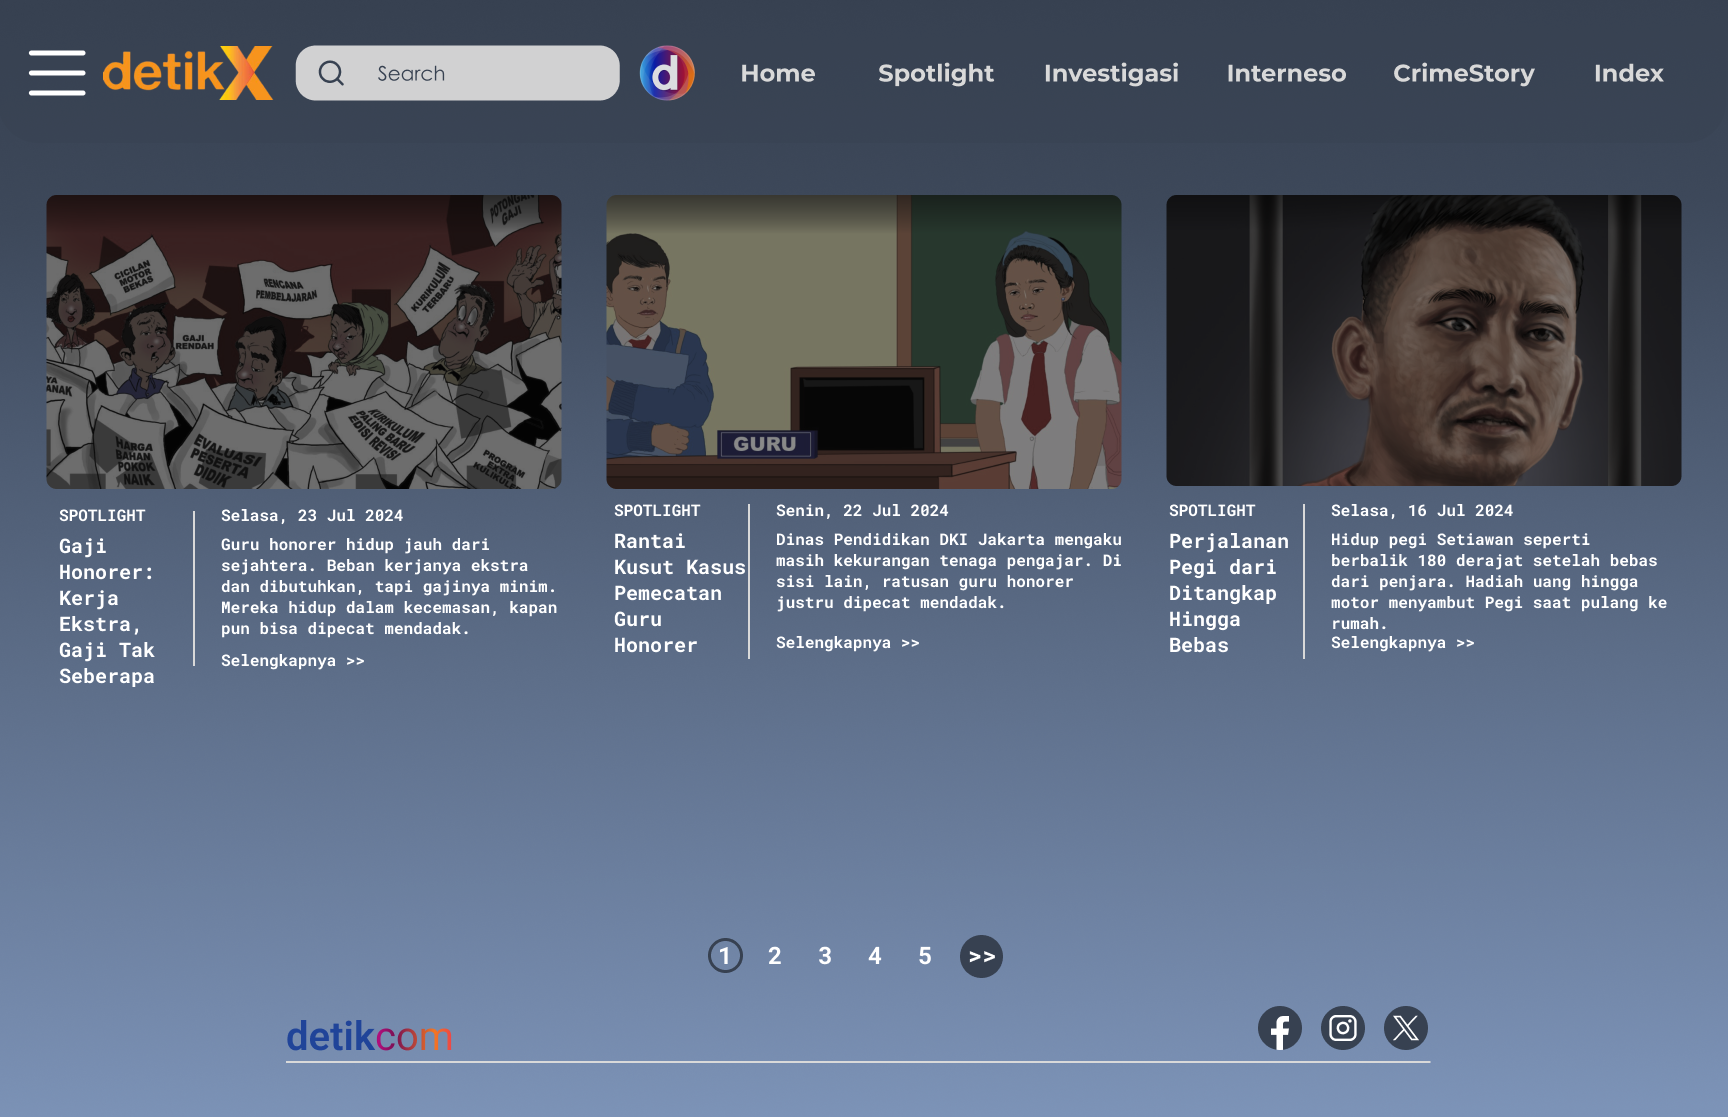 detikX
Search
d
Home
Spotlight
Investigasi
Interneso
CrimeStory
Index
POTONGAN
GAJI
CICILAN
MOTOR
BEKAS
RENCANA
PEMBELAJARAN
KURIKULUM
TERBARU
GAJI
RENDAH
ANAK
HARGA
BAHAN
POKOK
NAIK
EVALUASI
PESERTA
DIDIK
KURIKULUM
PALING BARU
EDISI REVISI
PROGRAM
EXTRA
GURU
SPOTLIGHT
Gaji
Honorer:
Kerja
Ekstra,
Gaji Tak
Seberapa
Selasa, 23 Jul 2024
Guru honorer hidup jauh dari
sejahtera. Beban kerjanya ekstra
dan dibutuhkan, tapi gajinya minim.
Mereka hidup dalam kecemasan, kapan
pun bisa dipecat mendadak.
Selengkapnya >>
SPOTLIGHT
Rantai
Kusut Kasus
Pemecatan
Guru
Honorer
Senin, 22 Jul 2024
Dinas Pendidikan DKI Jakarta mengaku
masih kekurangan tenaga pengajar. Di
sisi lain, ratusan guru honorer
justru dipecat mendadak.
Selengkapnya >>
SPOTLIGHT
Perjalanan
Pegi dari
Ditangkap
Hingga
Bebas
Selasa, 16 Jul 2024
Hidup pegi Setiawan seperti
berbalik 180 derajat setelah bebas
dari penjara. Hadiah uang hingga
motor menyambut Pegi saat pulang ke
rumah.
Selengkapnya >>
1 2 3 4 5 >>
detikcom